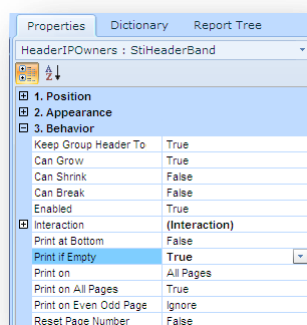 Properties Dictionary Report Tree
HeaderIPOwners : StiHeaderBand
1. Position
2. Appearance
3. Behavior
Keep Group Header To True
Can Grow True
Can Shrink False
Can Break False
Enabled True
Interaction (Interaction)
Print at Bottom False
Print if Empty True
Print on All Pages
Print on All Pages True
Print on Even Odd Page Ignore
Reset Page Number False